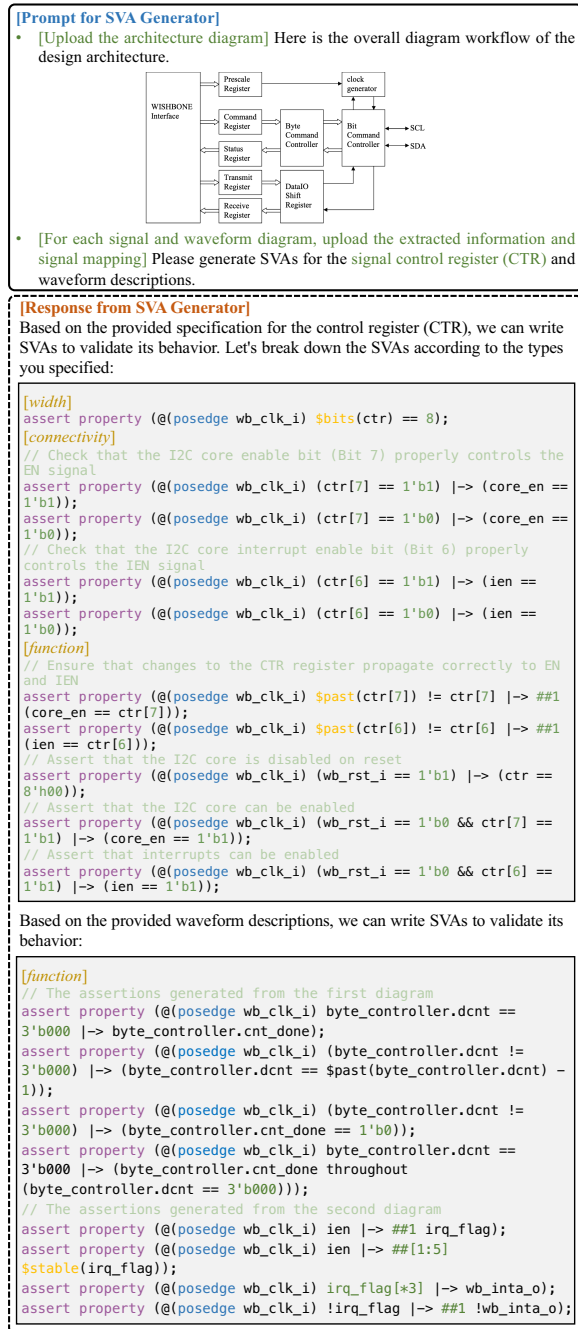 [Prompt for SVA Generator]
• [Upload the architecture diagram] Here is the overall diagram workflow of the
design architecture.
WISHBONE
Interface
Prescale
Register
clock
generator
Command
Register
Byte
Command
Controller
Bit
Command
Controller
SCL
SDA
Status
Register
Transmit
Register
DataIO
Shift
Register
Receive
Register
• [For each signal and waveform diagram, upload the extracted information and
signal mapping] Please generate SVAs for the signal control register (CTR) and
waveform descriptions.
[Response from SVA Generator]
Based on the provided specification for the control register (CTR), we can write
SVAs to validate its behavior. Let's break down the SVAs according to the types
you specified:
[width]
assert property (@(posedge wb_clk_i) $bits(ctr) == 8);
[connectivity]
// Check that the I2C core enable bit (Bit 7) properly controls the
EN signal
assert property (@(posedge wb_clk_i) (ctr[7] == 1'b1) |-> (core_en ==
1'b1));
assert property (@(posedge wb_clk_i) (ctr[7] == 1'b0) |-> (core_en ==
1'b0));
// Check that the I2C core interrupt enable bit (Bit 6) properly
controls the IEN signal
assert property (@(posedge wb_clk_i) (ctr[6] == 1'b1) |-> (ien ==
1'b1));
assert property (@(posedge wb_clk_i) (ctr[6] == 1'b0) |-> (ien ==
1'b0));
[function]
// Ensure that changes to the CTR register propagate correctly to EN
and IEN
assert property (@(posedge wb_clk_i) $past(ctr[7]) != ctr[7] |-> ##1
(core_en == ctr[7]));
assert property (@(posedge wb_clk_i) $past(ctr[6]) != ctr[6] |-> ##1
(ien == ctr[6]));
// Assert that the I2C core is disabled on reset
assert property (@(posedge wb_clk_i) (wb_rst_i == 1'b1) |-> (ctr ==
8'h00));
// Assert that the I2C core can be enabled
assert property (@(posedge wb_clk_i) (wb_rst_i == 1'b0 && ctr[7] ==
1'b1) |-> (core_en == 1'b1));
// Assert that interrupts can be enabled
assert property (@(posedge wb_clk_i) (wb_rst_i == 1'b0 && ctr[6] ==
1'b1) |-> (ien == 1'b1));
Based on the provided waveform descriptions, we can write SVAs to validate its
behavior:
[function]
// The assertions generated from the first diagram
assert property (@(posedge wb_clk_i) byte_controller.dcnt ==
3'b000 |-> byte_controller.cnt_done);
assert property (@(posedge wb_clk_i) (byte_controller.dcnt !=
3'b000) |-> (byte_controller.dcnt == $past(byte_controller.dcnt) –
1));
assert property (@(posedge wb_clk_i) (byte_controller.dcnt !=
3'b000) |-> (byte_controller.cnt_done == 1'b0));
assert property (@(posedge wb_clk_i) byte_controller.dcnt ==
3'b000 |-> (byte_controller.cnt_done throughout
(byte_controller.dcnt == 3'b000)));
// The assertions generated from the second diagram
assert property (@(posedge wb_clk_i) ien |-> ##1 irq_flag);
assert property (@(posedge wb_clk_i) ien |-> ##[1:5]
$stable(irq_flag));
assert property (@(posedge wb_clk_i) irq_flag[*3] |-> wb_inta_o);
assert property (@(posedge wb_clk_i) !irq_flag |-> ##1 !wb_inta_o);